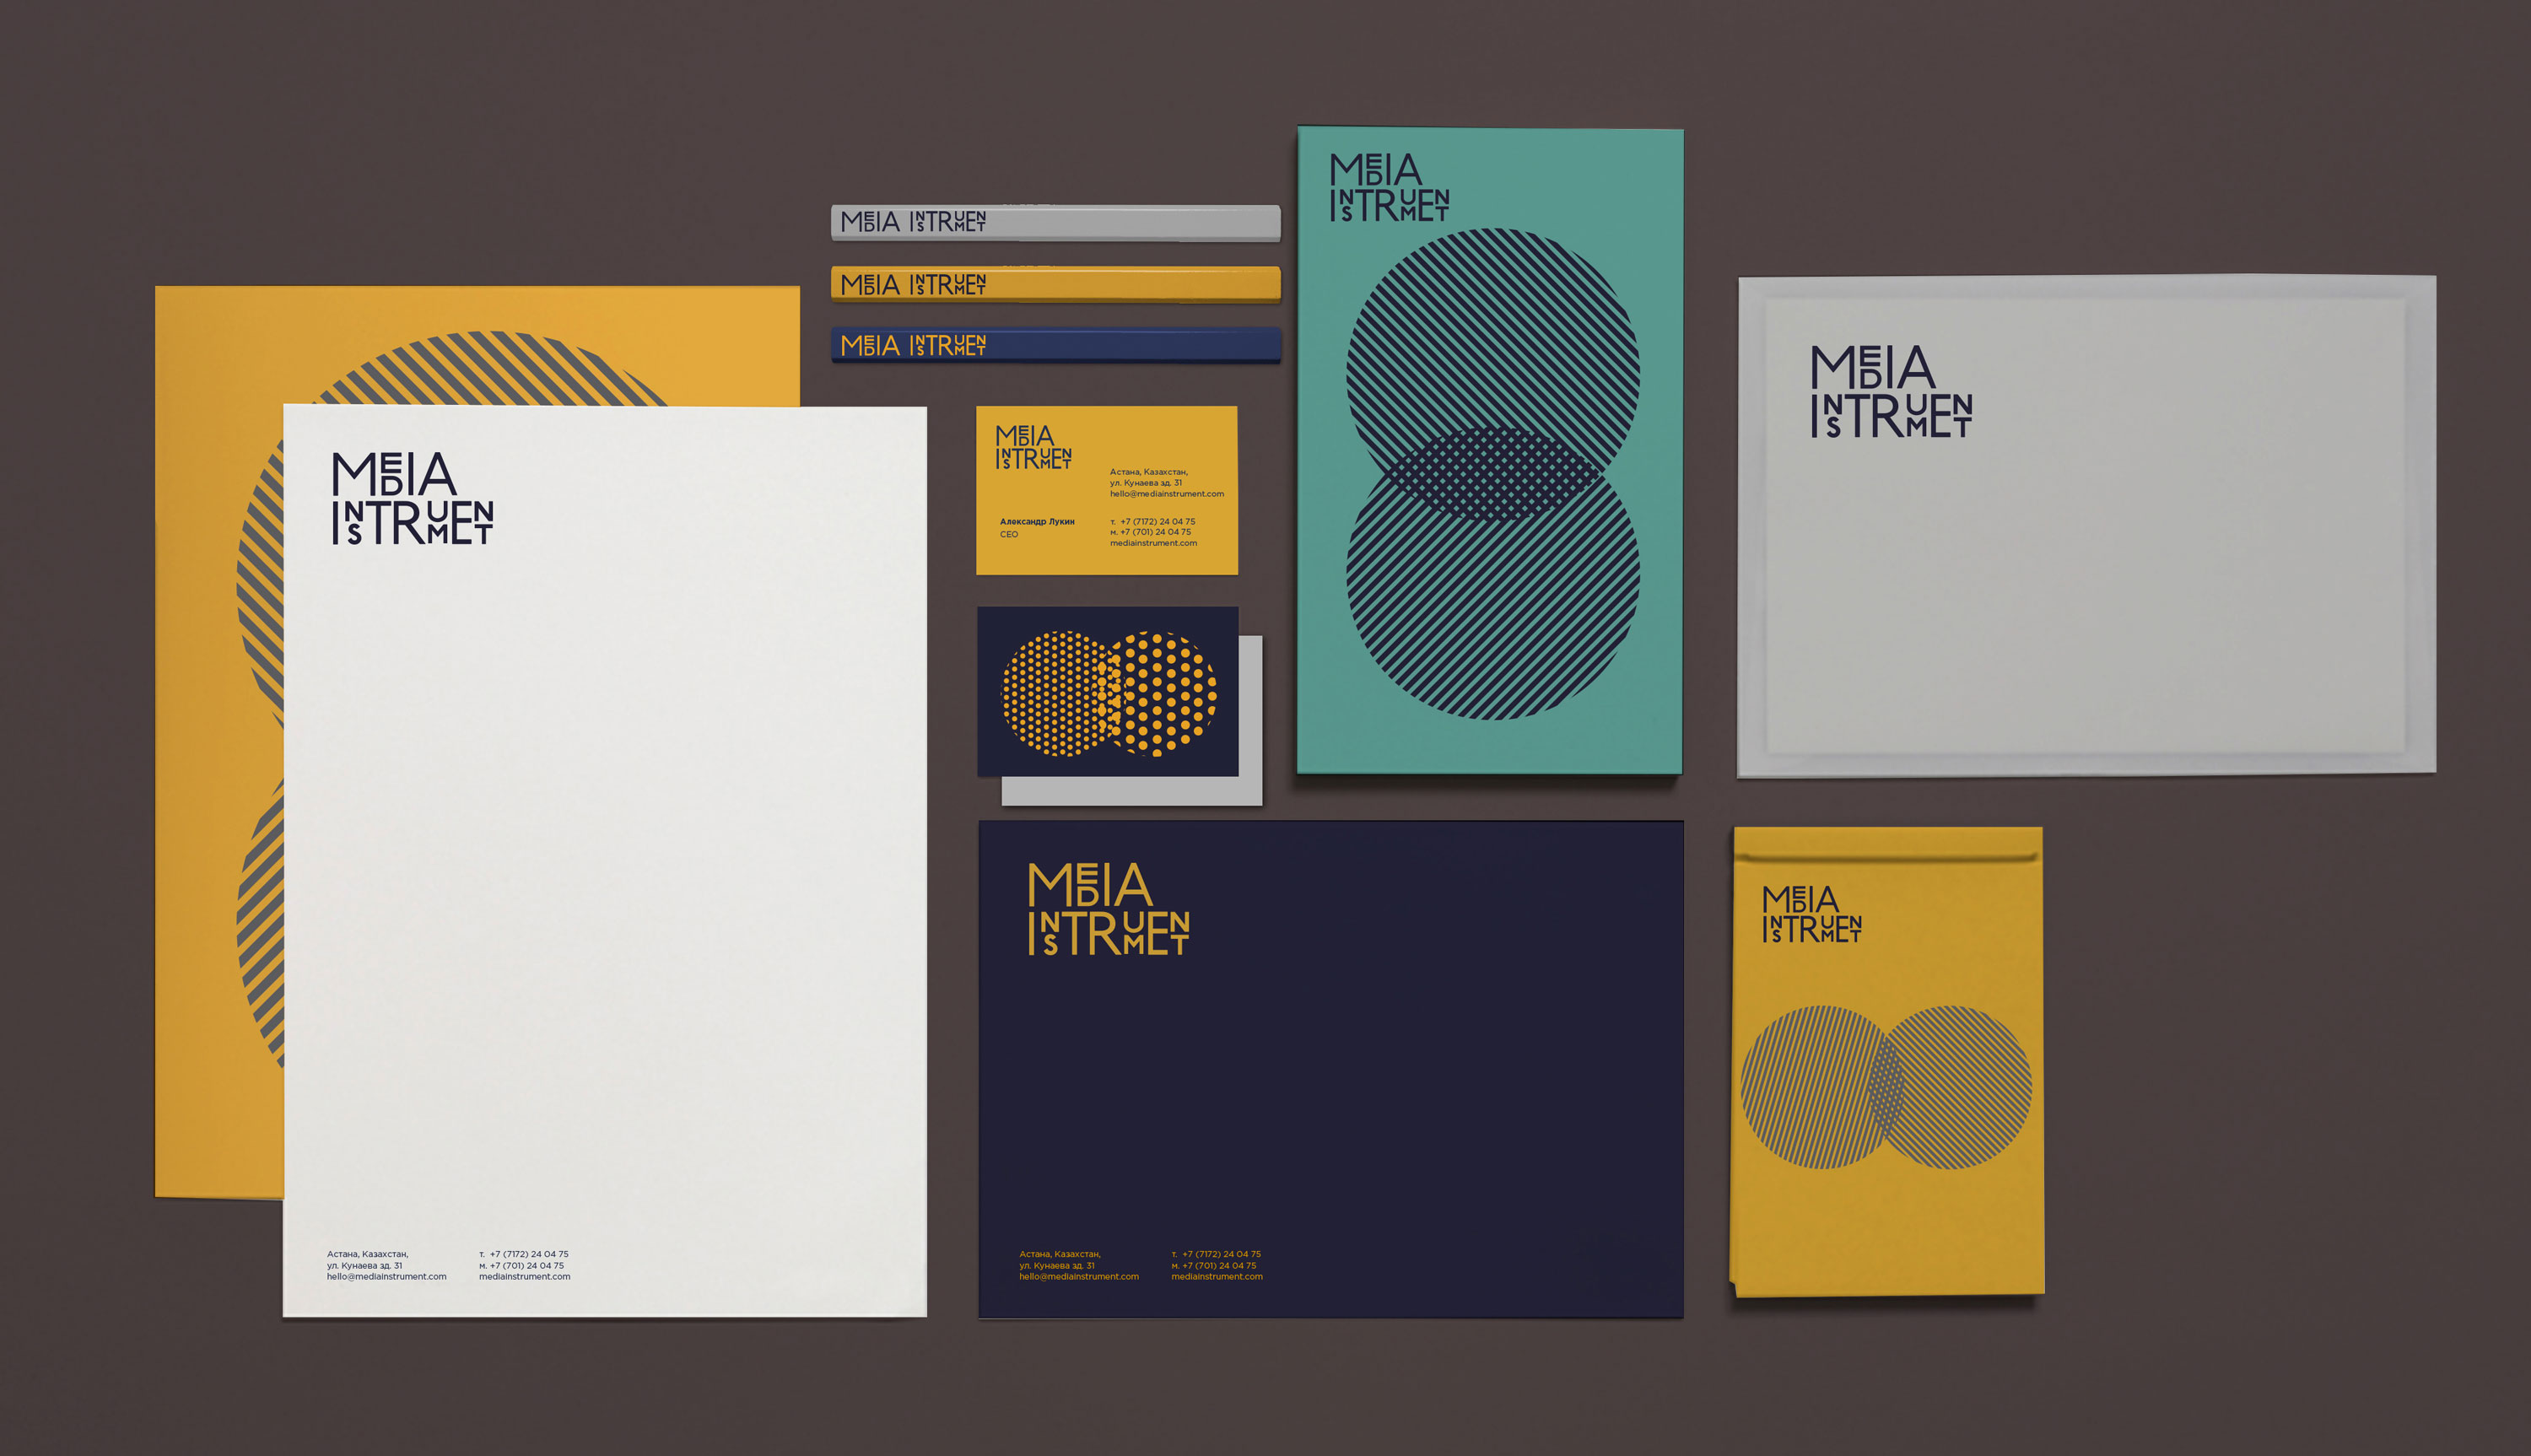 MEDIA INSTRUMENT
MEDIA INSTRUMENT
MEDIA INSTRUMENT
MEDIA
INSTRUMENT
Астана, Казахстан,
ул. Кунаева зд. 31
hello@mediainstrument.com
т. +7 (7172) 24 04 75
м. +7 (701) 24 04 75
mediainstrument.com
MEDIA
INSTRUMENT
Астана, Казахстан,
ул. Кунаева зд. 31
hello@mediainstrument.com
Александр Лукин
CEO
т. +7 (7172) 24 04 75
м. +7 (701) 24 04 75
mediainstrument.com
MEDIA
INSTRUMENT
MEDIA
INSTRUMENT
MEDIA
INSTRUMENT
Астана, Казахстан,
ул. Кунаева зд. 31
hello@mediainstrument.com
т. +7 (7172) 24 04 75
м. +7 (701) 24 04 75
mediainstrument.com
MEDIA
INSTRUMENT